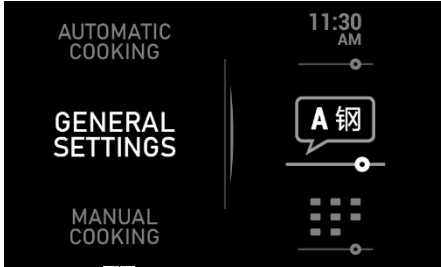 AUTOMATIC
COOKING
11:30
AM
GENERAL
SETTINGS
A 钢
MANUAL
COOKING